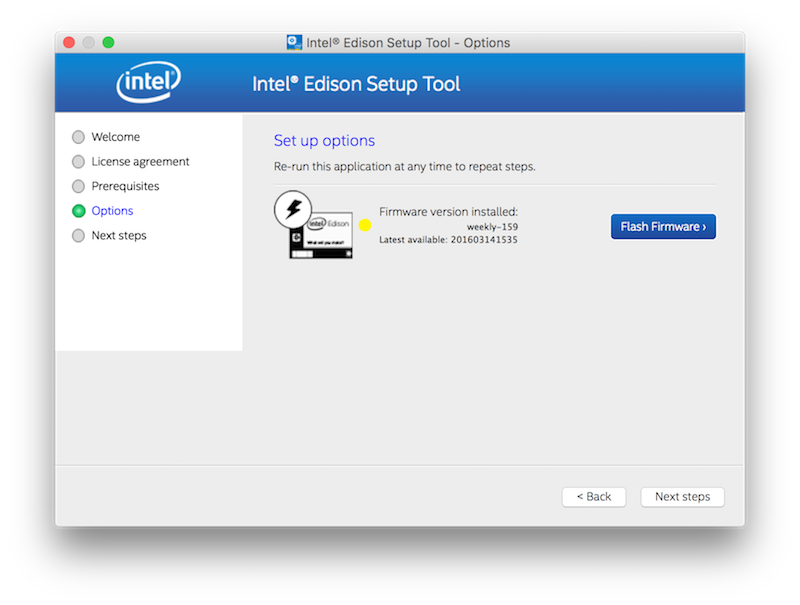 Intel® Edison Setup Tool - Options
intel®
Intel® Edison Setup Tool
Welcome
License agreement
Prerequisites
Options
Next steps
Set up options
Re-run this application at any time to repeat steps.
intel Edison
What will you make?
Firmware version installed:
weekly-159
Latest available: 201603141535
Flash Firmware ›
< Back
Next steps